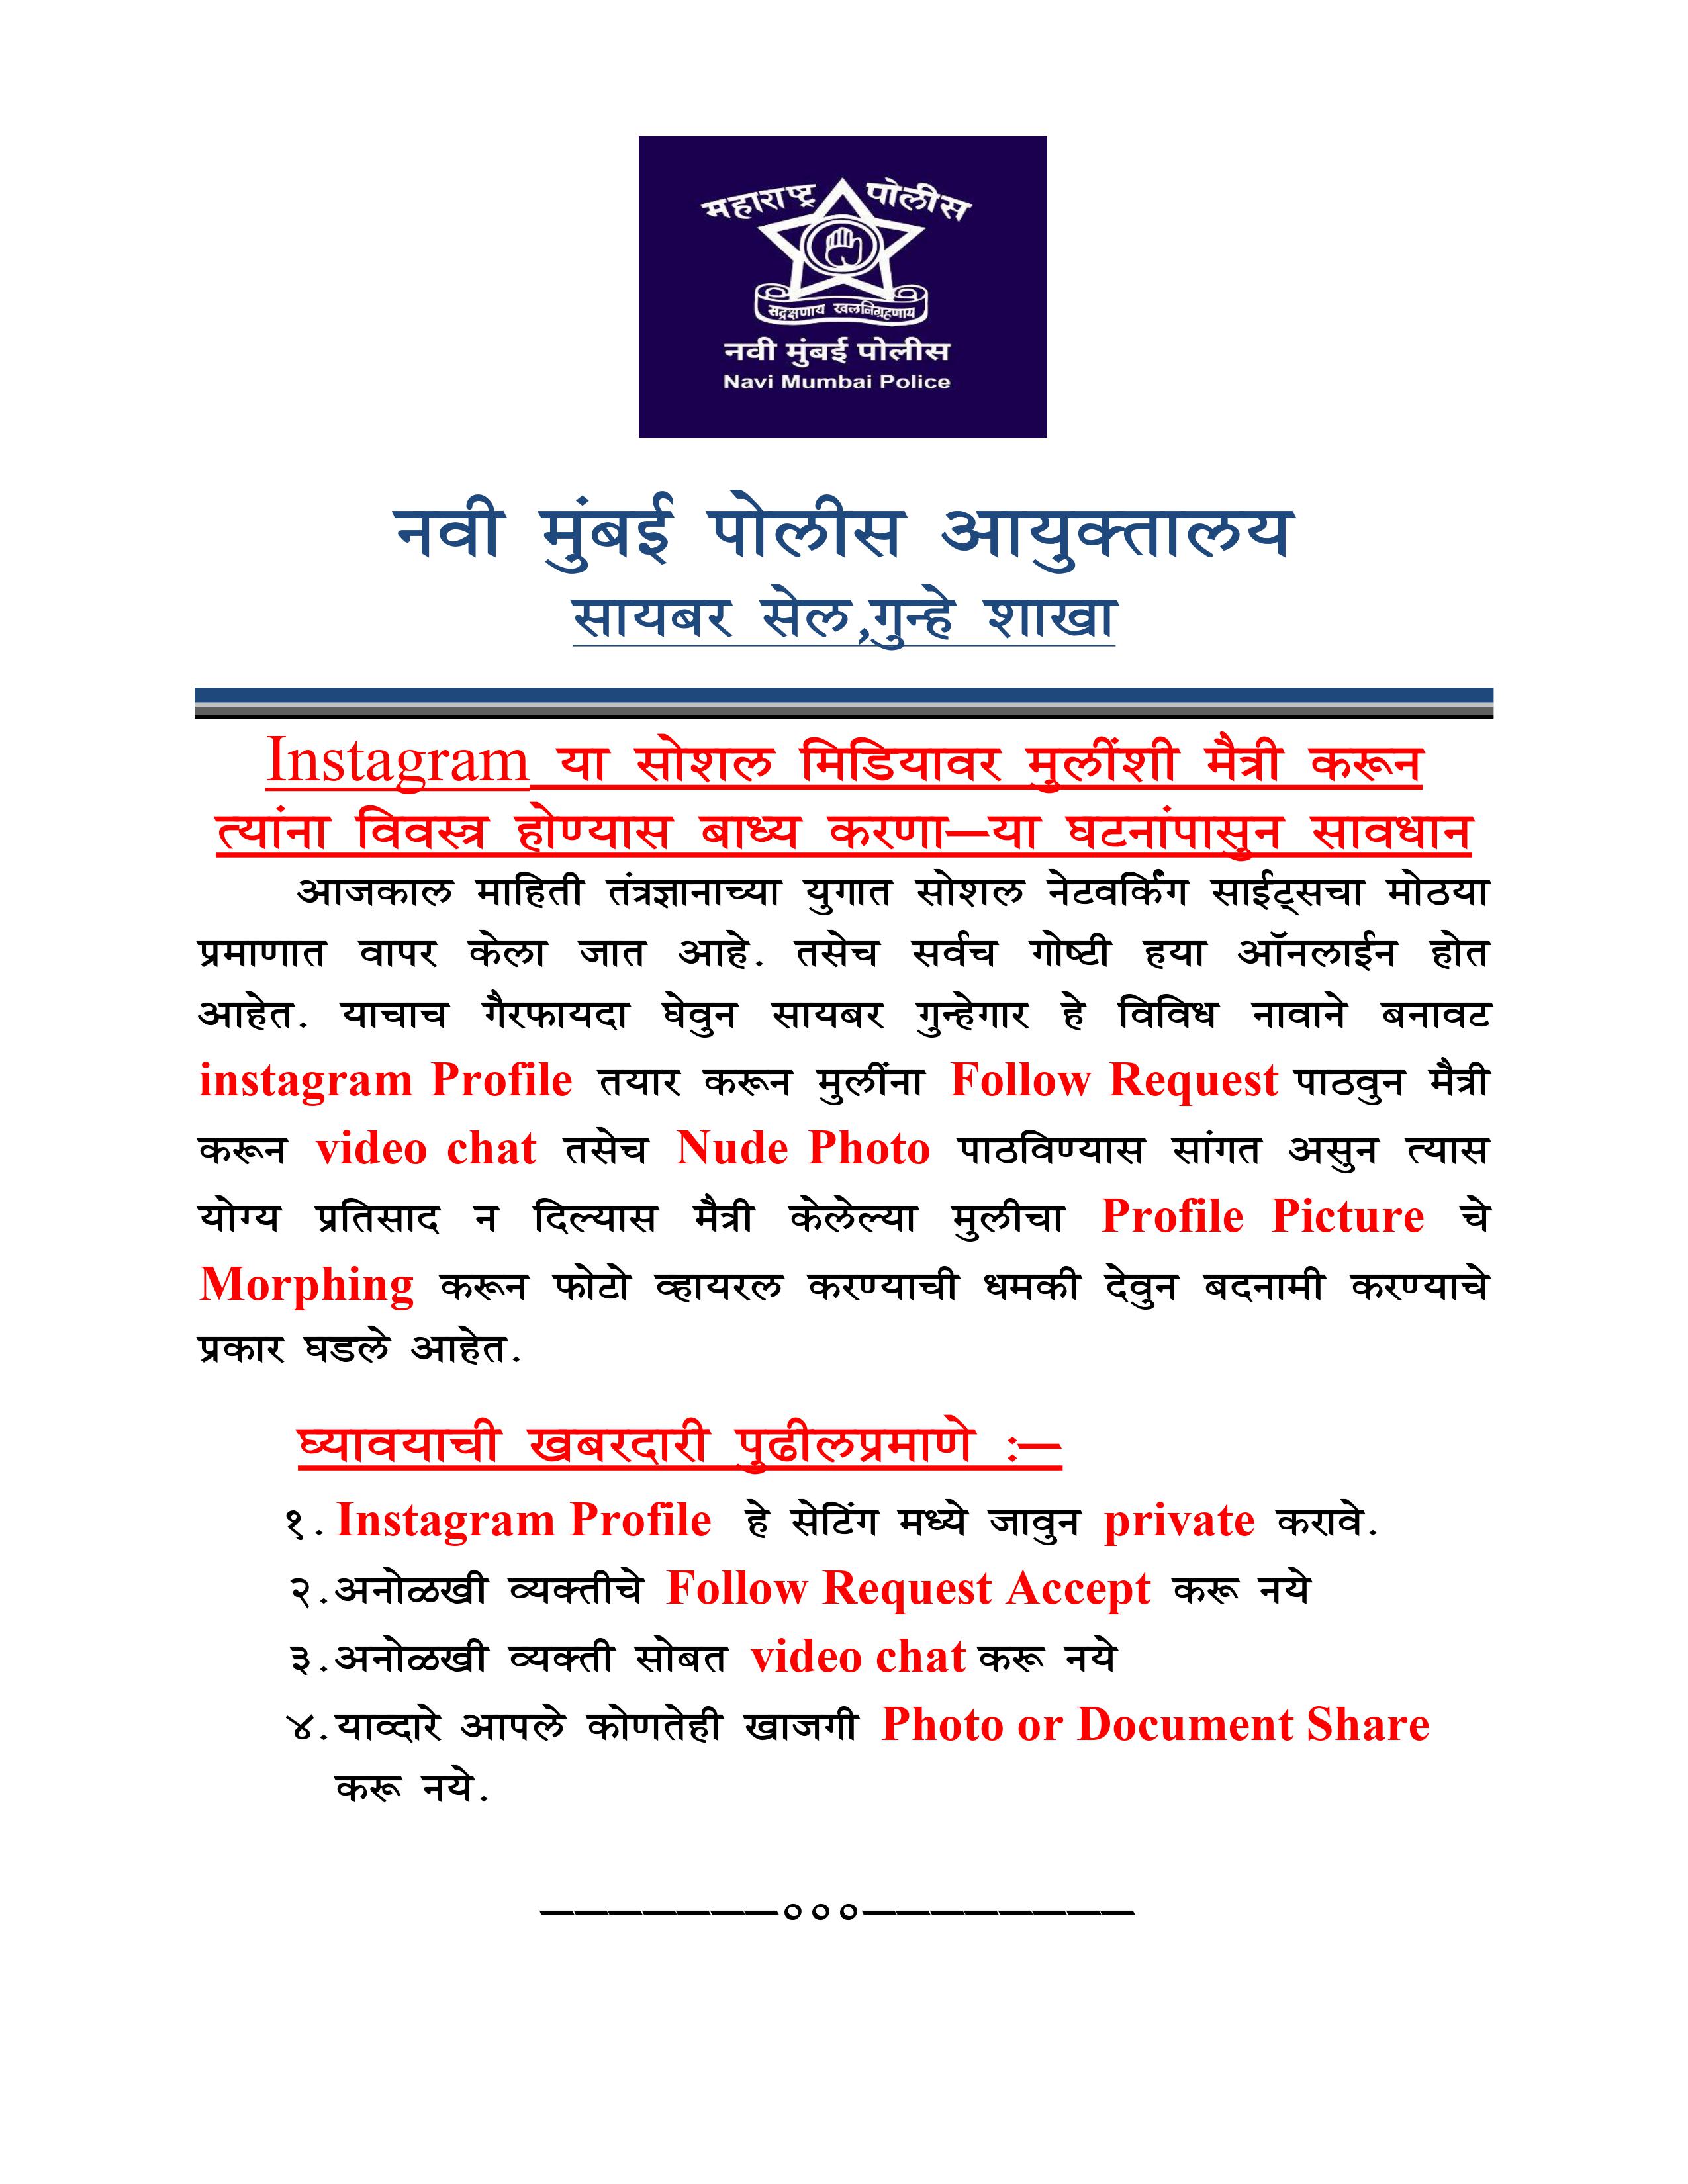 महाराष्ट्र पोलीस
सद्रक्षणाय खलनिग्रहणाय
नवी मुंबई पोलीस
Navi Mumbai Police
नवी मुंबई पोलीस आयुक्तालय
सायबर सेल,गुन्हे शाखा
Instagram या सोशल मिडियावर मुलींशी मैत्री करून
त्यांना विवस्त्र होण्यास बाध्य करणा—या घटनांपासुन सावधान
आजकाल माहिती तंत्रज्ञानाच्या युगात सोशल नेटवर्कींग साईट्सचा मोठया
प्रमाणात वापर केला जात आहे. तसेच सर्वच गोष्टी हया ऑनलाईन होत
आहेत. याचाच गैरफायदा घेवुन सायबर गुन्हेगार हे विविध नावाने बनावट
instagram Profile तयार करून मुलींना Follow Request पाठवुन मैत्री
करून video chat तसेच Nude Photo पाठविण्यास सांगत असुन त्यास
योग्य प्रतिसाद न दिल्यास मैत्री केलेल्या मुलीचा Profile Picture चे
Morphing करून फोटो व्हायरल करण्याची धमकी देवुन बदनामी करण्याचे
प्रकार घडले आहेत.
घ्यावयाची खबरदारी पुढीलप्रमाणे :—
१. Instagram Profile हे सेटिंग मध्ये जावुन private करावे.
२.अनोळखी व्यक्तीचे Follow Request Accept करू नये
३.अनोळखी व्यक्ती सोबत video chat करू नये
४.याव्दारे आपले कोणतेही खाजगी Photo or Document Share
करू नये.
———————०००————————